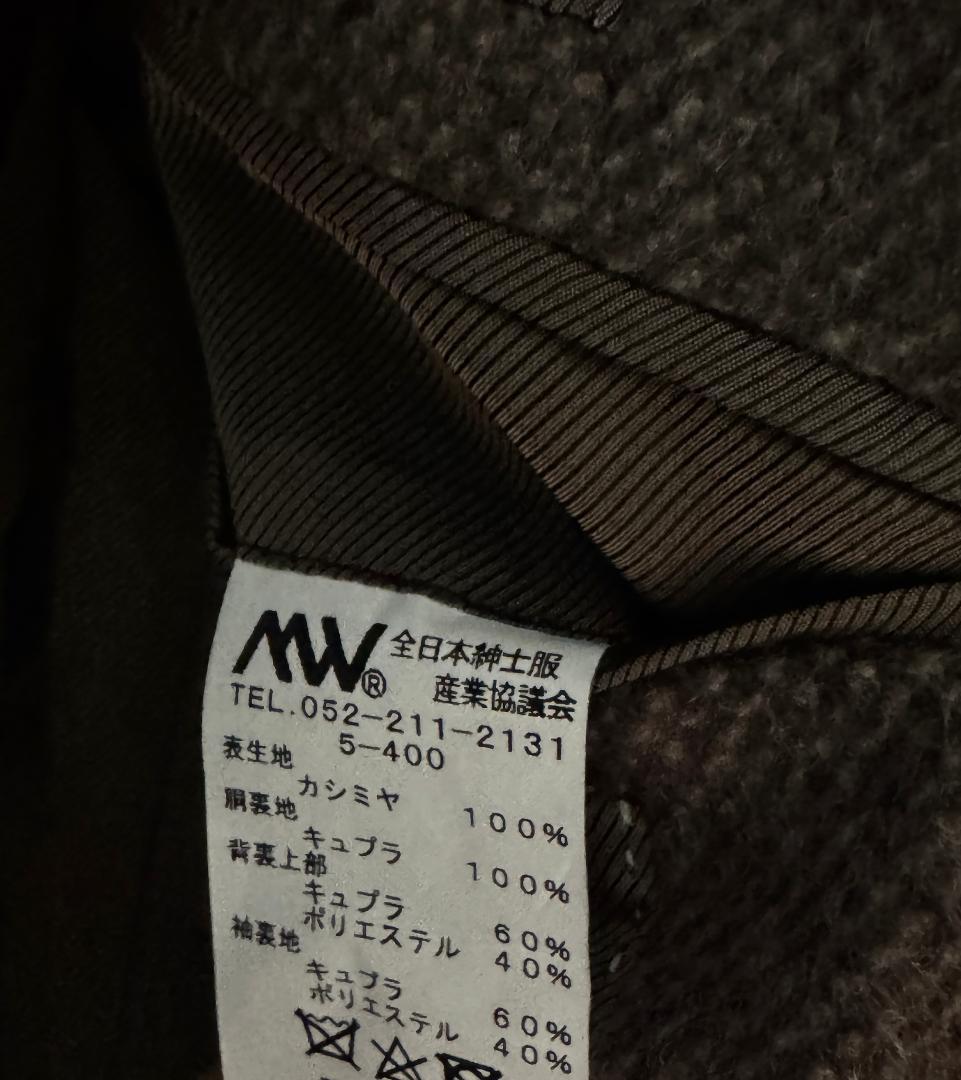 MW® 全日本紳士服
産業協議会
TEL.052-211-2131
5-400
表生地
カシミヤ 100%
胴裏地
キュプラ 100%
背裏上部
キュプラ 60%
ポリエステル 40%
袖裏地
キュプラ 60%
ポリエステル 40%